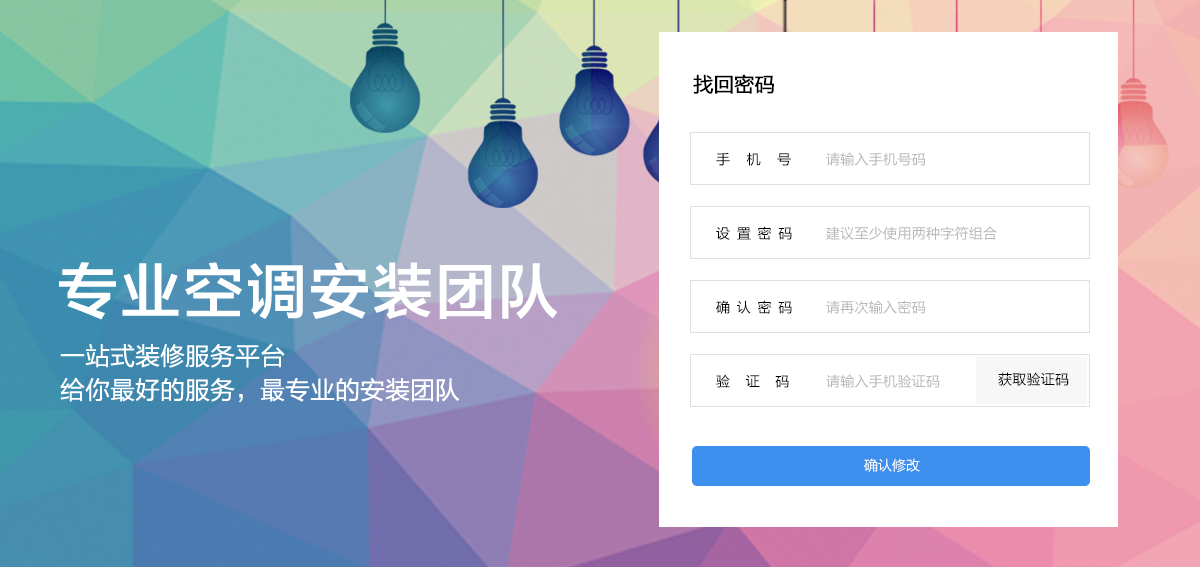 专业空调安装团队
一站式装修服务平台
给你最好的服务，最专业的安装团队
找回密码
手 机 号 请输入手机号码
设 置 密 码 建议至少使用两种字符组合
确 认 密 码 请再次输入密码
验 证 码 请输入手机验证码 获取验证码
确认修改